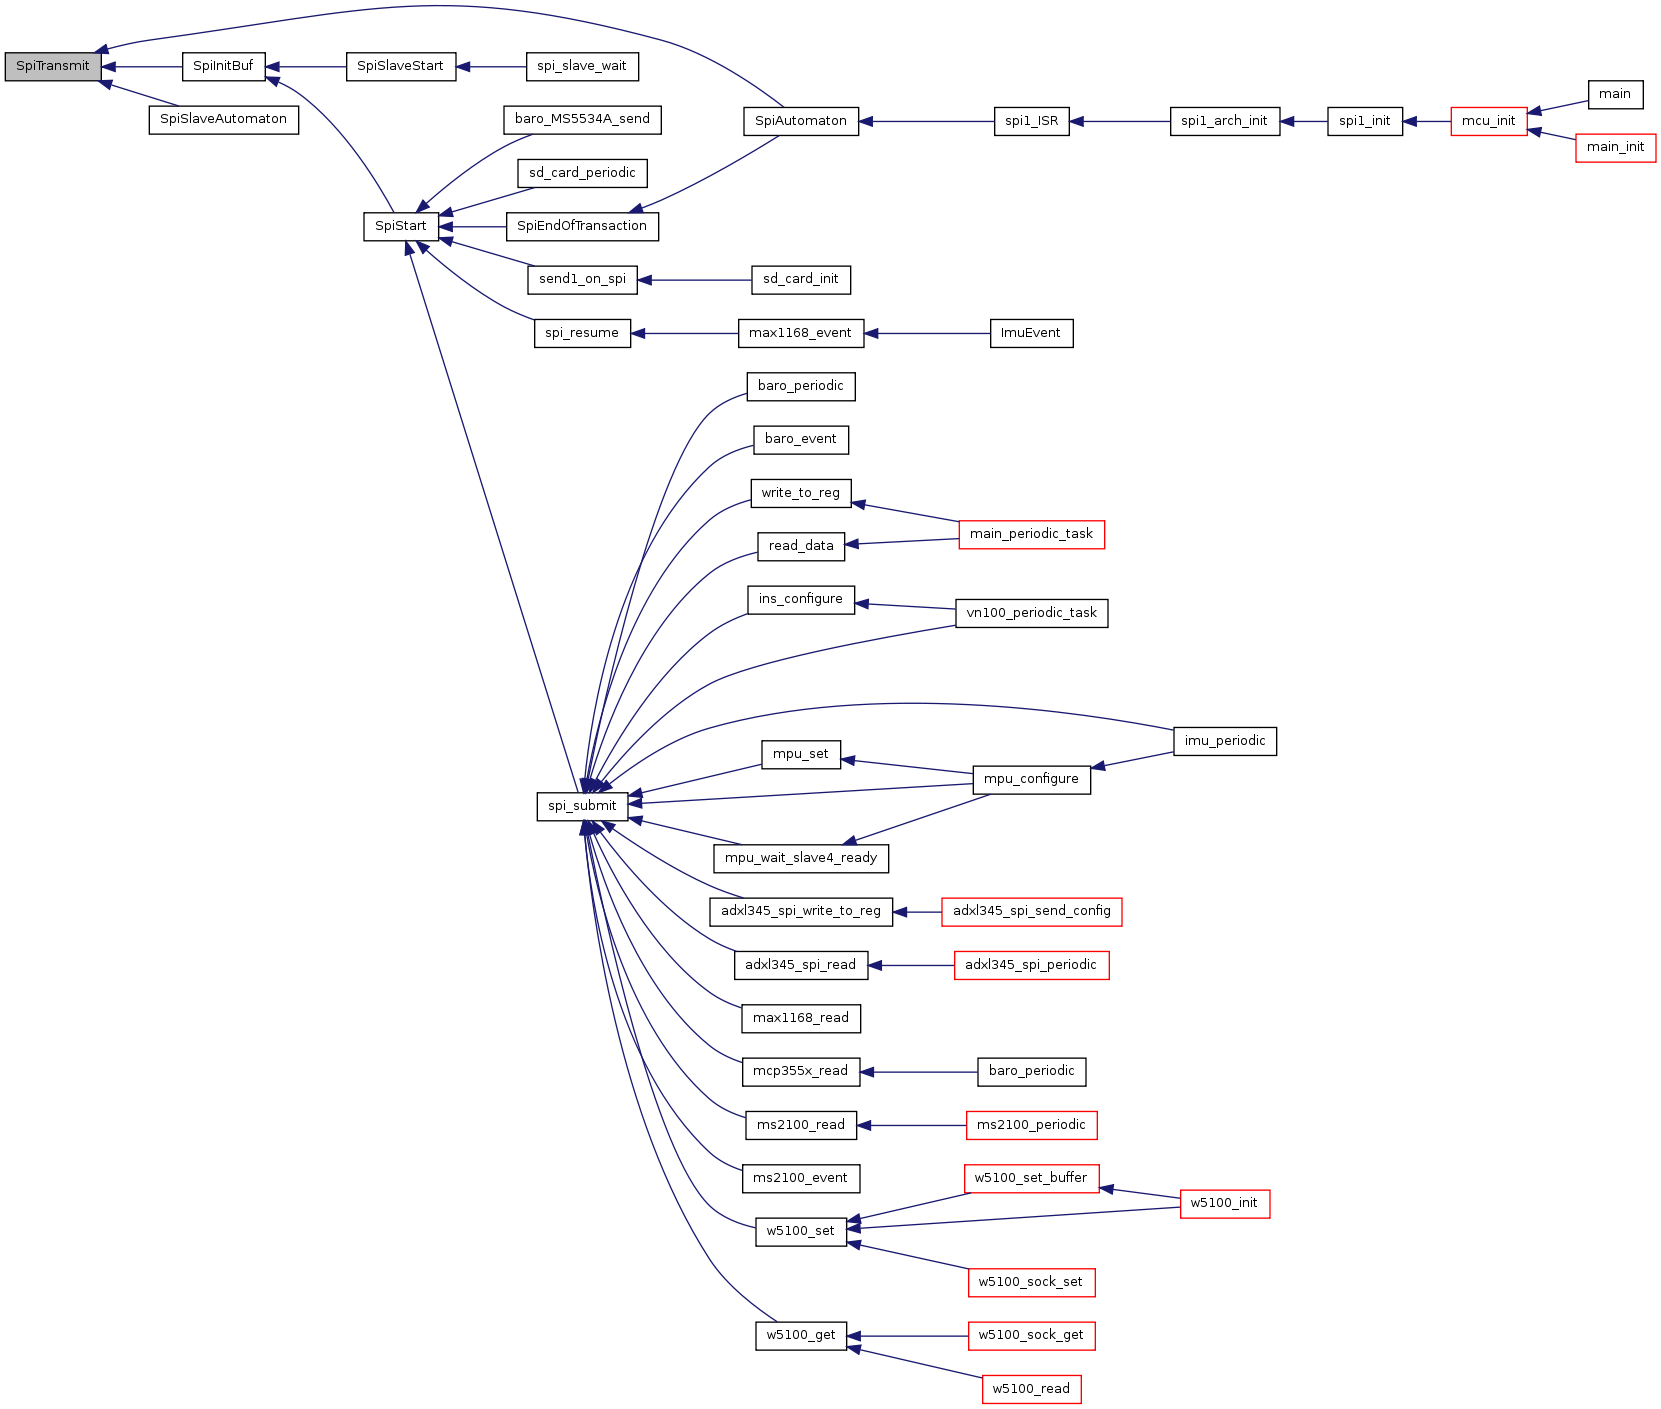 SpiTransmit
SpiInitBuf
SpiSlaveStart
spi_slave_wait
SpiSlaveAutomaton
baro_MS5534A_send
SpiAutomaton
spi1_ISR
spi1_arch_init
spi1_init
mcu_init
main
main_init
sd_card_periodic
SpiStart
SpiEndOfTransaction
send1_on_spi
sd_card_init
spi_resume
max1168_event
ImuEvent
baro_periodic
baro_event
write_to_reg
main_periodic_task
read_data
ins_configure
vn100_periodic_task
imu_periodic
mpu_set
mpu_configure
spi_submit
mpu_wait_slave4_ready
adxl345_spi_write_to_reg
adxl345_spi_send_config
adxl345_spi_read
adxl345_spi_periodic
max1168_read
mcp355x_read
baro_periodic
ms2100_read
ms2100_periodic
ms2100_event
w5100_set_buffer
w5100_init
w5100_set
w5100_sock_set
w5100_get
w5100_sock_get
w5100_read